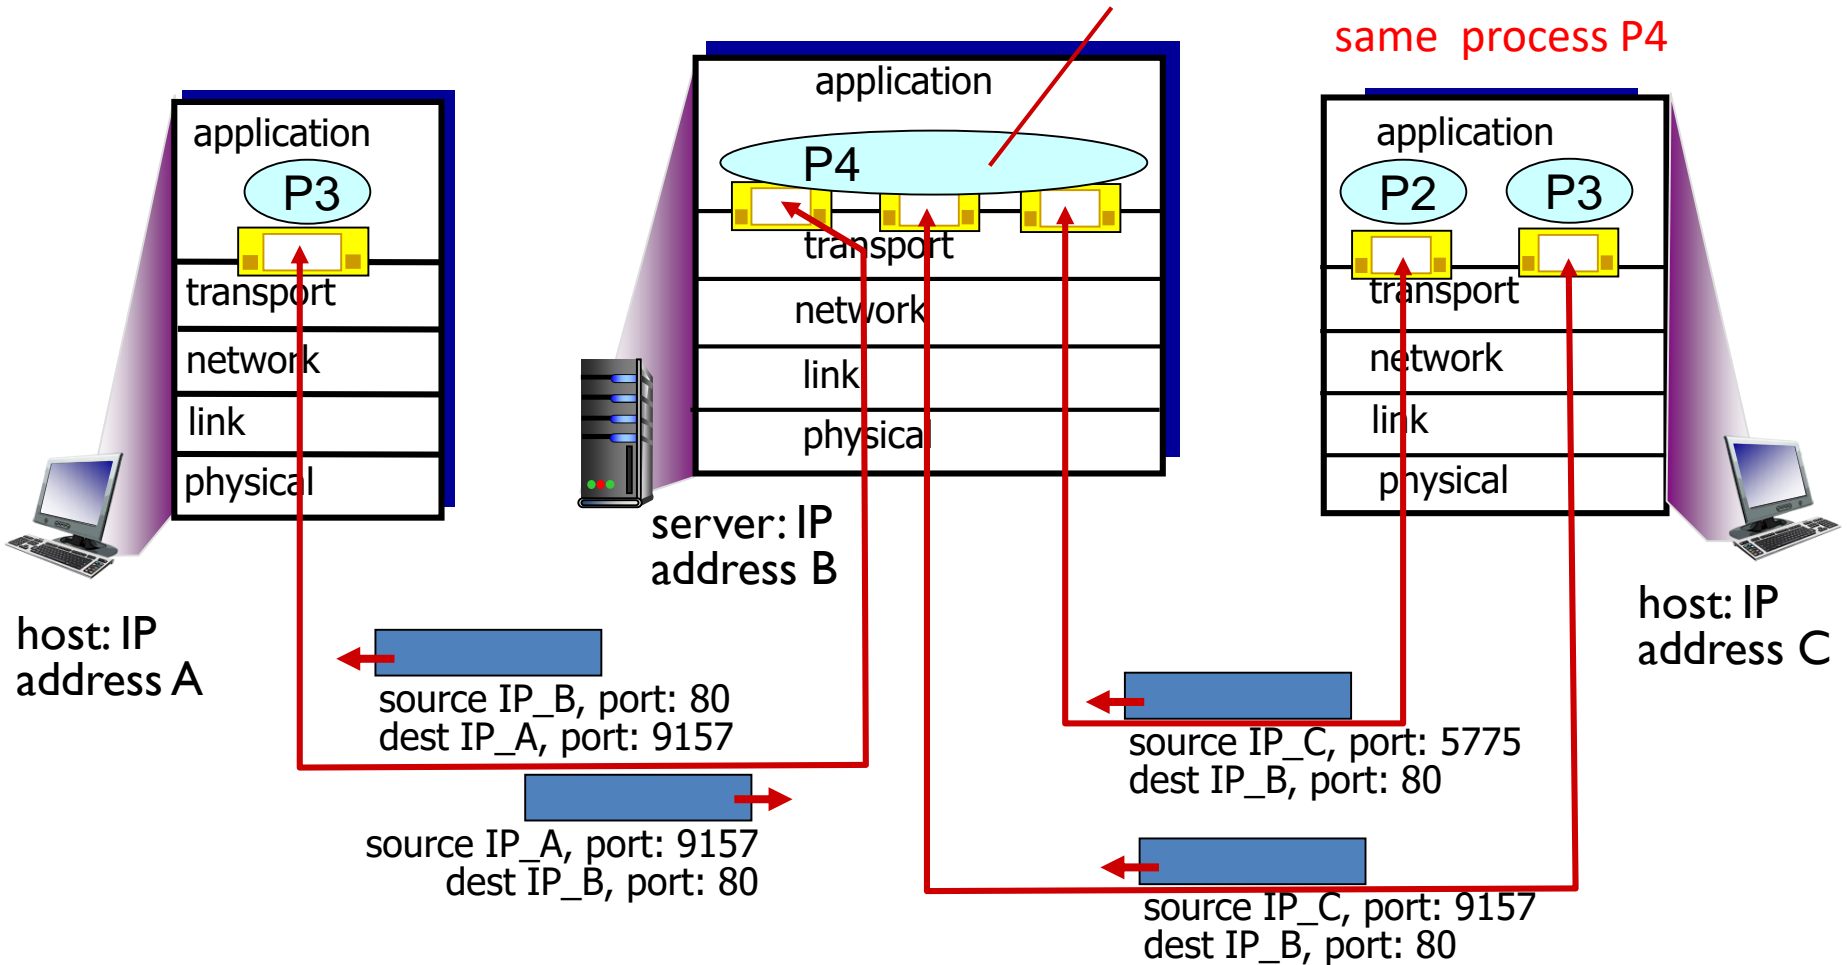 same process P4
application
P3
transport
network
link
physical
host: IP
address A
application
P4
transport
network
link
physical
server: IP
address B
application
P2
P3
transport
network
link
physical
host: IP
address C
source IP_B, port: 80
dest IP_A, port: 9157
source IP_A, port: 9157
dest IP_B, port: 80
source IP_C, port: 5775
dest IP_B, port: 80
source IP_C, port: 9157
dest IP_B, port: 80